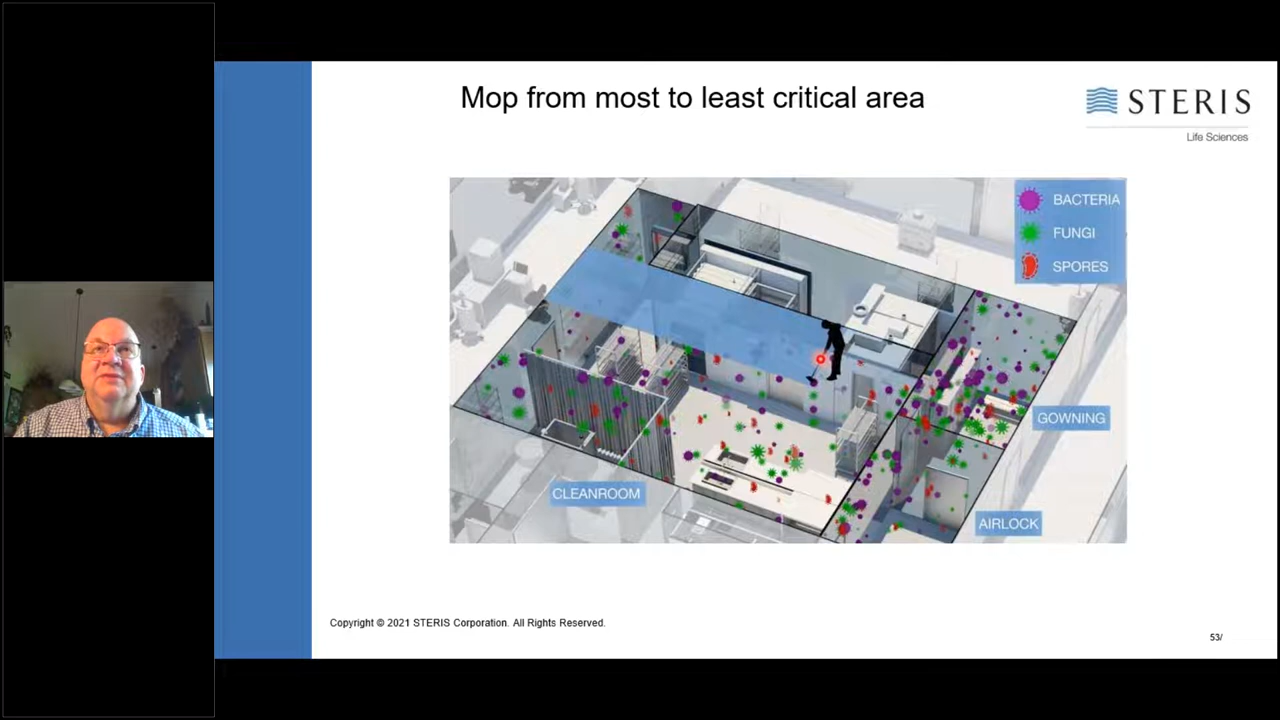 Mop from most to least critical area
STERIS
Life Sciences
BACTERIA
FUNGI
SPORES
GOWNING
CLEANROOM
AIRLOCK
Copyright © 2021 STERIS Corporation. All Rights Reserved.
53/